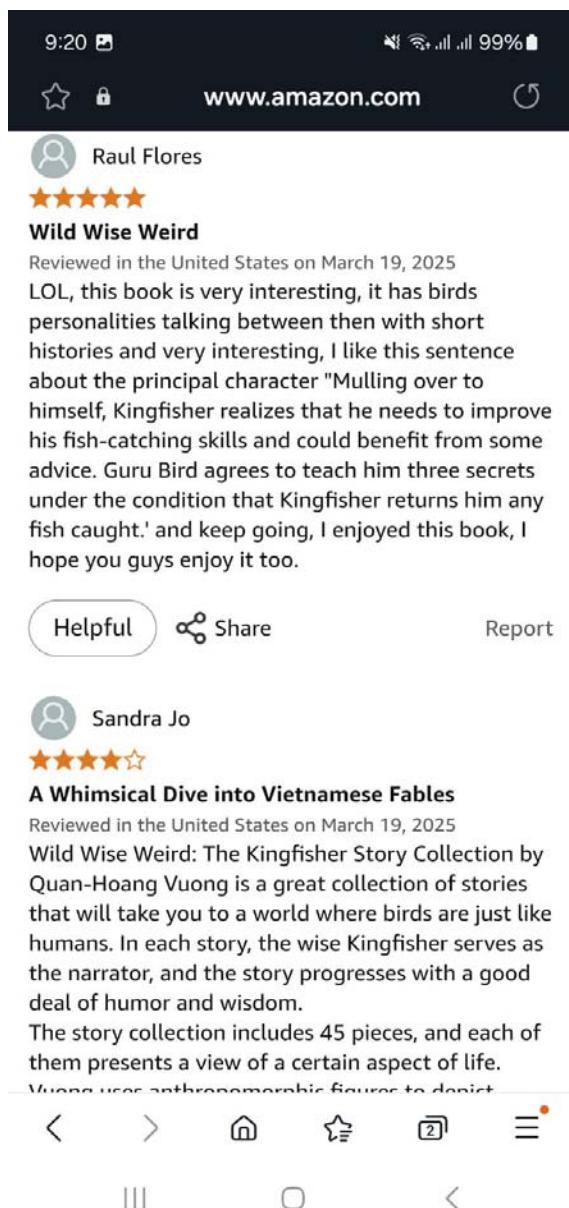 9:20 99%
www.amazon.com
Raul Flores
Wild Wise Weird
Reviewed in the United States on March 19, 2025
LOL, this book is very interesting, it has birds
personalities talking between then with short
histories and very interesting, I like this sentence
about the principal character "Mulling over to
himself, Kingfisher realizes that he needs to improve
his fish-catching skills and could benefit from some
advice. Guru Bird agrees to teach him three secrets
under the condition that Kingfisher returns him any
fish caught.' and keep going, I enjoyed this book, I
hope you guys enjoy it too.
Helpful Share Report
Sandra Jo
A Whimsical Dive into Vietnamese Fables
Reviewed in the United States on March 19, 2025
Wild Wise Weird: The Kingfisher Story Collection by
Quan-Hoang Vuong is a great collection of stories
that will take you to a world where birds are just like
humans. In each story, the wise Kingfisher serves as
the narrator, and the story progresses with a good
deal of humor and wisdom.
The story collection includes 45 pieces, and each of
them presents a view of a certain aspect of life.
Vuong uses anthropomorphic figures to depict
2